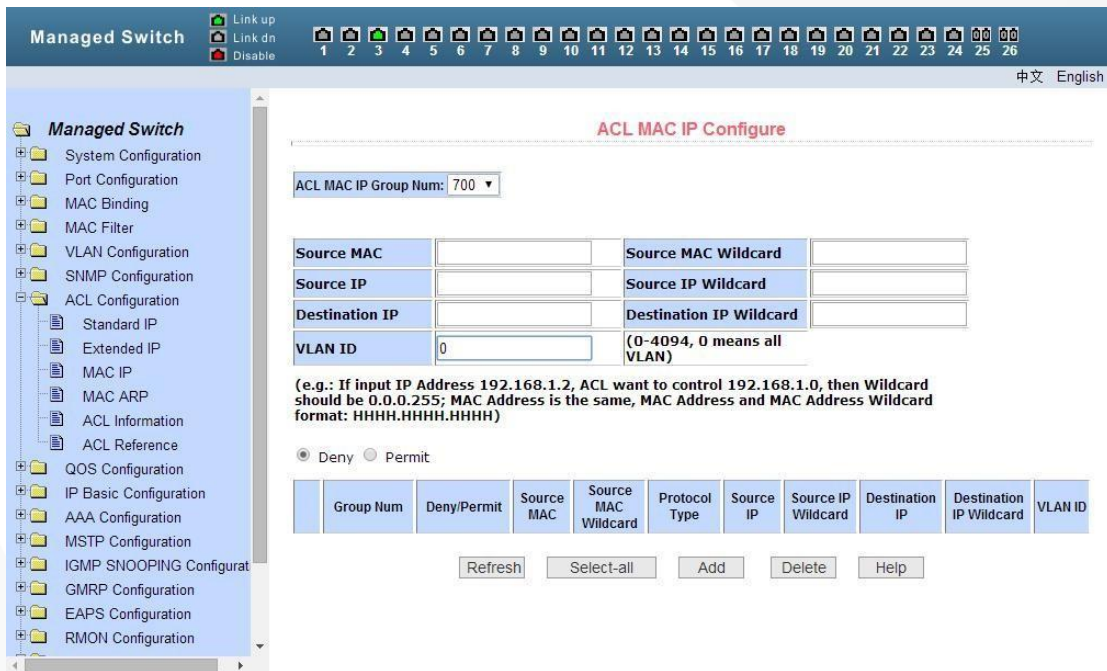 Managed Switch
Link up
Link dn
Disable
1 2 3 4 5 6 7 8 9 10 11 12 13 14 15 16 17 18 19 20 21 22 23 24 25 26
中文 English
Managed Switch
System Configuration
Port Configuration
MAC Binding
MAC Filter
VLAN Configuration
SNMP Configuration
ACL Configuration
Standard IP
Extended IP
MAC IP
MAC ARP
ACL Information
ACL Reference
QOS Configuration
IP Basic Configuration
AAA Configuration
MSTP Configuration
IGMP SNOOPING Configurat
GMRP Configuration
EAPS Configuration
RMON Configuration
ACL MAC IP Configure
ACL MAC IP Group Num: 700
Source MAC Source MAC Wildcard
Source IP Source IP Wildcard
Destination IP Destination IP Wildcard
VLAN ID 0 (0-4094, 0 means all
VLAN)
(e.g.: If input IP Address 192.168.1.2, ACL want to control 192.168.1.0, then Wildcard
should be 0.0.0.255; MAC Address is the same, MAC Address and MAC Address Wildcard
format: HHHH.HHHH.HHHH)
Deny Permit
Group Num Deny/Permit Source MAC Source MAC Wildcard Protocol Type Source IP Source IP Wildcard Destination IP Destination IP Wildcard VLAN ID
Refresh Select-all Add Delete Help